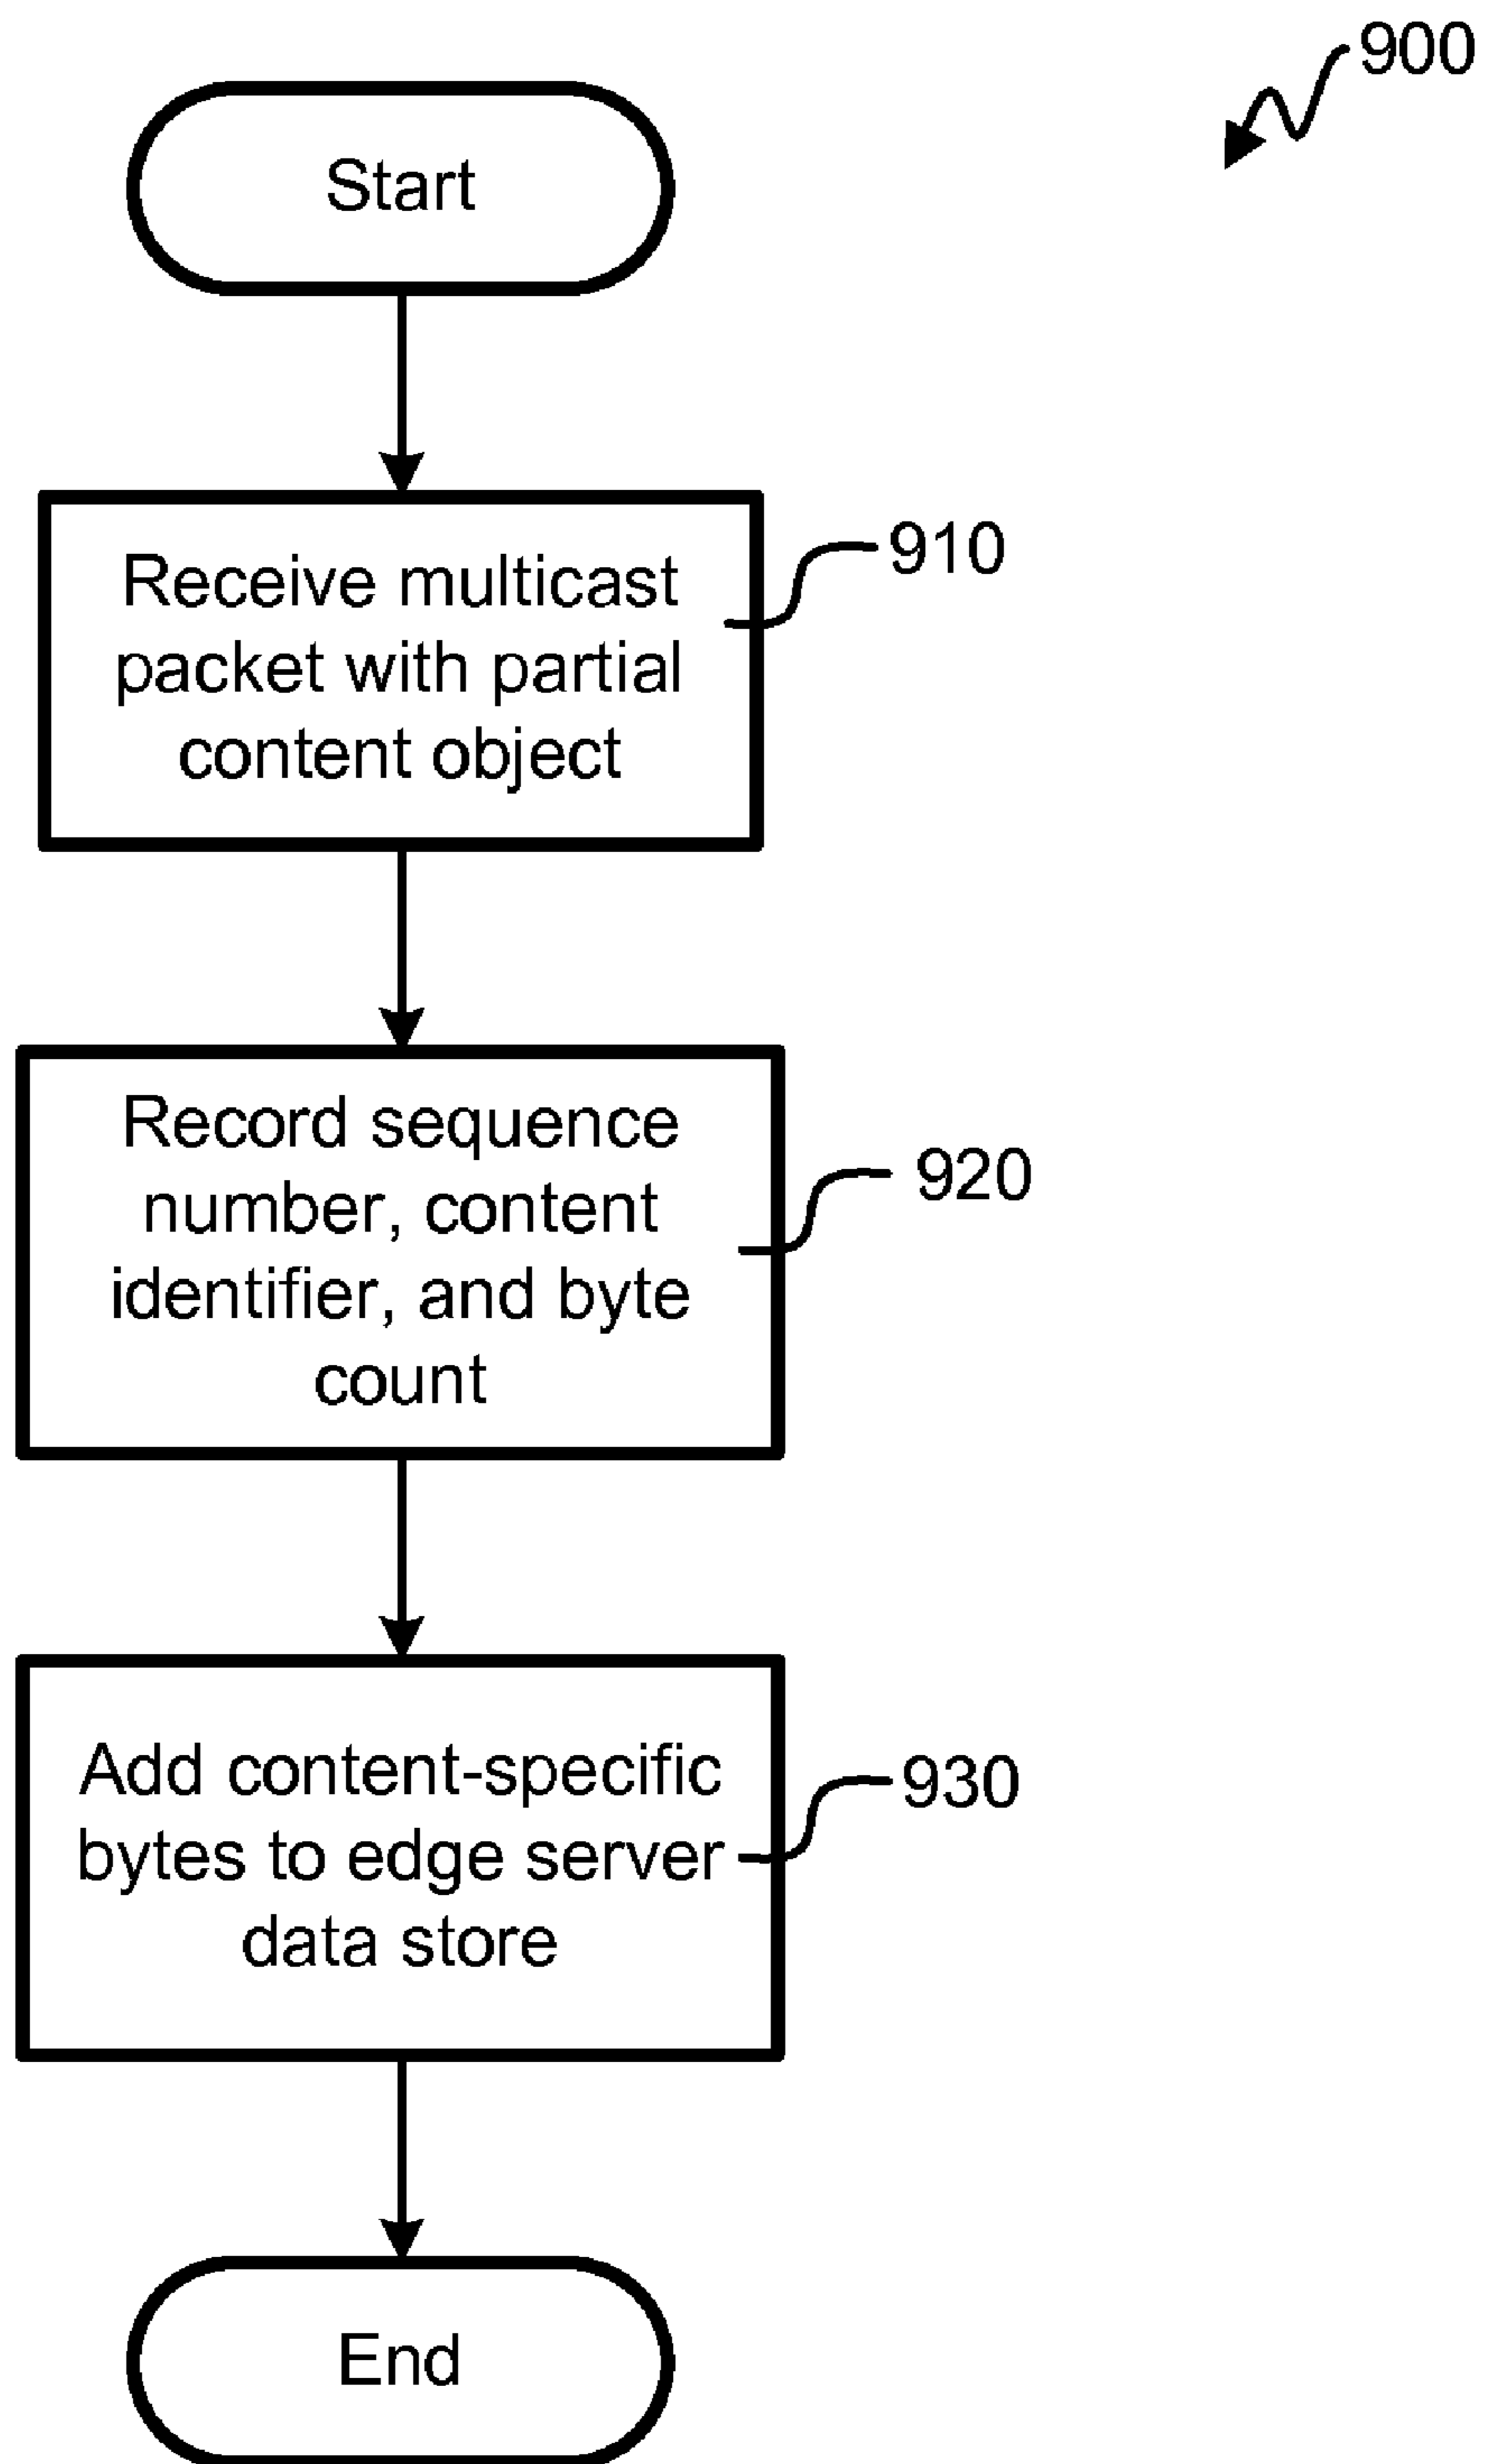 900
Start
Receive multicast
packet with partial
content object
910
Record sequence
number, content
identifier, and byte
count
920
Add content-specific
bytes to edge server
data store
930
End